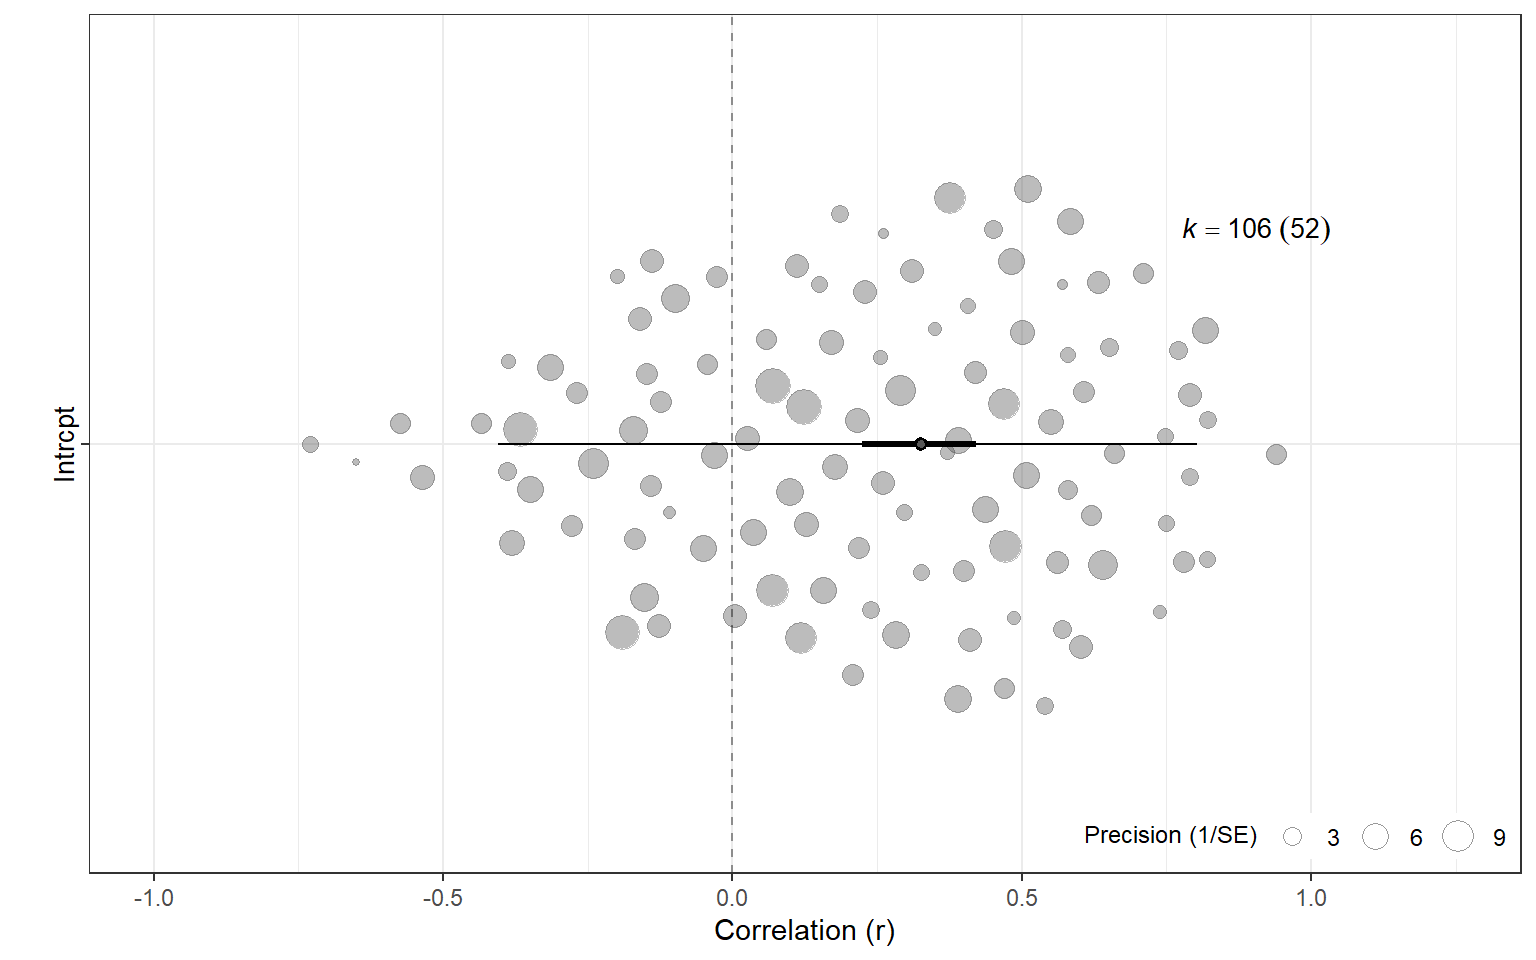 k = 106 (52)
Intrcpt
Precision (1/SE) 3 6 9
-1.0 -0.5 0.0 0.5 1.0
Correlation (r)